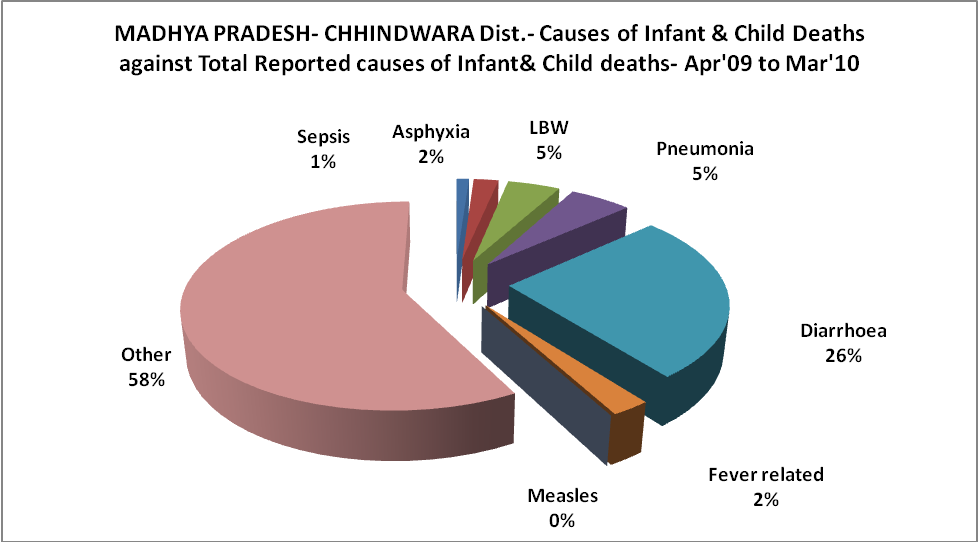 MADHYA PRADESH- CHHINDWARA Dist.- Causes of Infant & Child Deaths
against Total Reported causes of Infant& Child deaths- Apr'09 to Mar'10
Sepsis
1%
Asphyxia
2%
LBW
5%
Pneumonia
5%
Diarrhoea
26%
Fever related
2%
Measles
0%
Other
58%